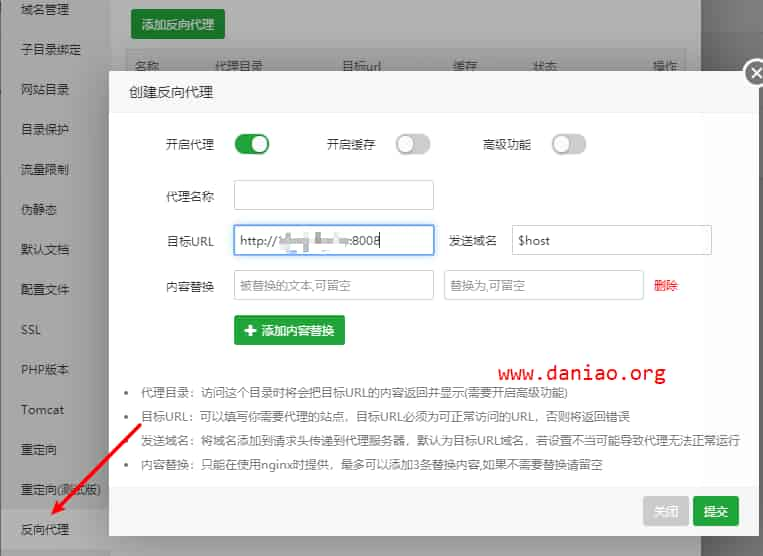 域名管理
子目录绑定
网站目录
目录保护
流量限制
伪静态
默认文档
配置文件
SSL
PHP版本
Tomcat
重定向
重定向(测试版)
反向代理
添加反向代理
名称 代理目录 目标url 缓存 状态 操作
创建反向代理
开启代理 开启缓存 高级功能
代理名称
目标URL http://1 :8008 发送域名 $host
内容替换 被替换的文本,可留空 替换为,可留空 删除
添加内容替换
www.daniao.org
代理目录：访问这个目录时将会把目标URL的内容返回并显示(需要开启高级功能)
目标URL：可以填写你需要代理的站点，目标URL必须为可正常访问的URL，否则将返回错误
发送域名：将域名添加到请求头传递到代理服务器，默认为目标URL域名，若设置不当可能导致代理无法正常运行
内容替换：只能在使用nginx时提供，最多可以添加3条替换内容,如果不需要替换请留空
关闭 提交